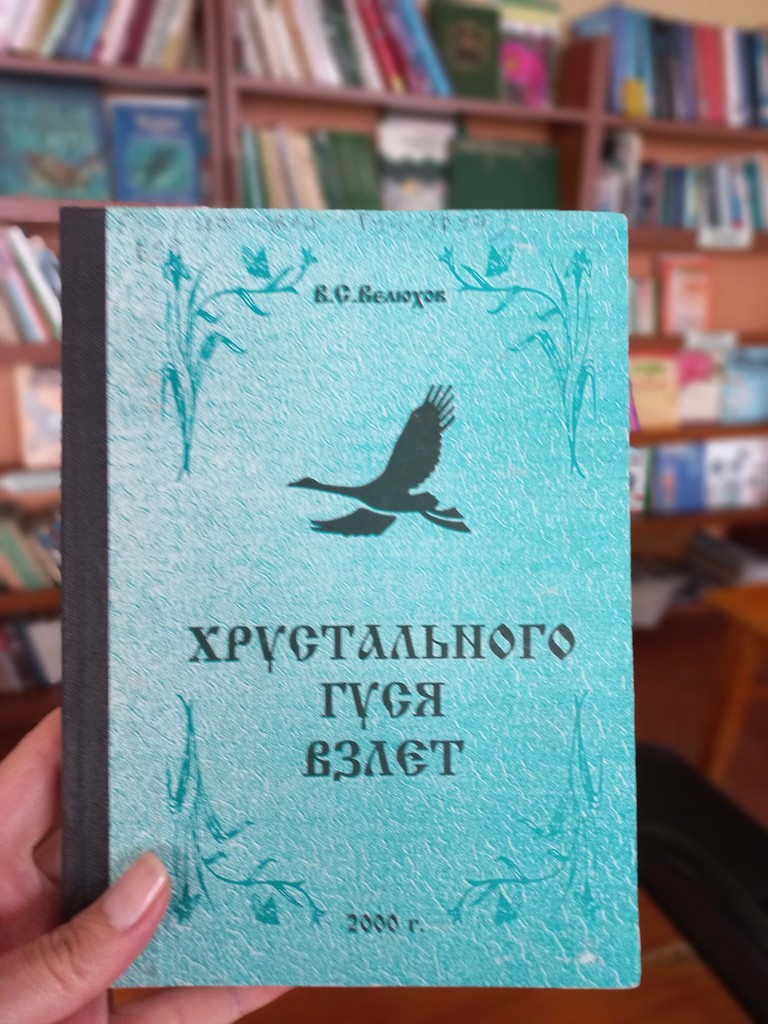 В.С.Велюхов
ХРУСТАЛЬНОГО
ГУСЯ
ВЗЛЕТ
2000 г.